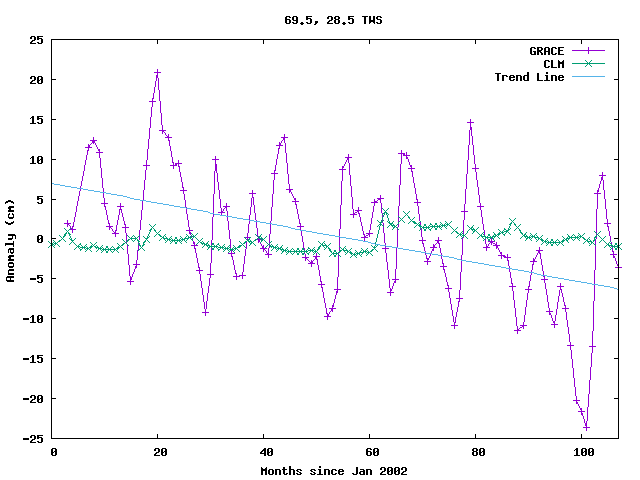 69.5, 28.5 TWS
GRACE
CLM
Trend Line
25
20
15
10
5
0
-5
-10
-15
-20
-25
Anomaly (cm)
0 20 40 60 80 100
Months since Jan 2002